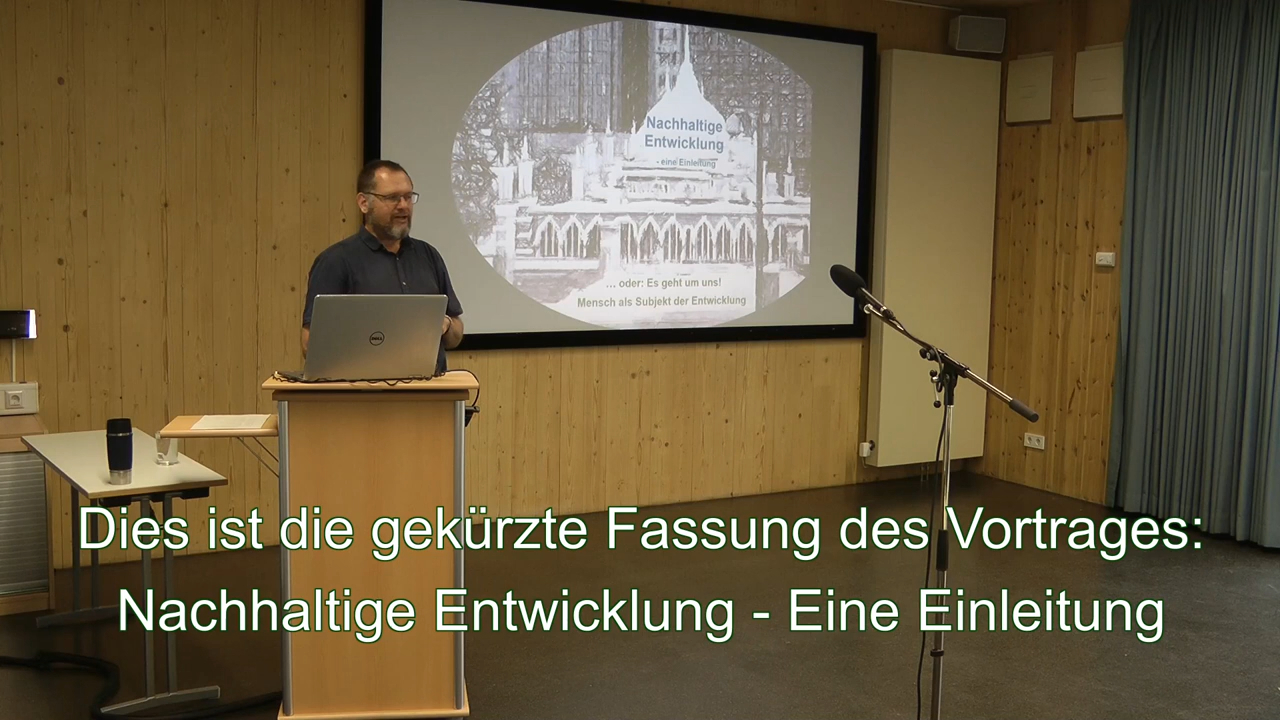 Nachhaltige
Entwicklung
- eine Einleitung
... oder: Es geht um uns!
Mensch als Subjekt der Entwicklung
DELL
Dies ist die gekürzte Fassung des Vortrages:
Nachhaltige Entwicklung - Eine Einleitung